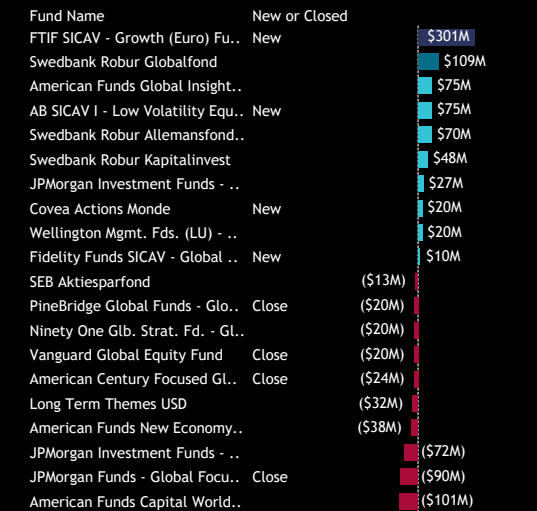 Fund Name New or Closed
FTIF SICAV - Growth (Euro) Fu.. New $301M
Swedbank Robur Globalfond $109M
American Funds Global Insight.. $75M
AB SICAV I - Low Volatility Equ.. New $75M
Swedbank Robur Allemansfond.. $70M
Swedbank Robur Kapitalinvest $48M
JPMorgan Investment Funds - .. $27M
Covea Actions Monde New $20M
Wellington Mgmt. Fds. (LU) - .. $20M
Fidelity Funds SICAV - Global .. New $10M
SEB Aktiesparfond ($13M)
PineBridge Global Funds - Glo.. Close ($20M)
Ninety One Glb. Strat. Fd. - Gl.. ($20M)
Vanguard Global Equity Fund Close ($20M)
American Century Focused Gl.. Close ($24M)
Long Term Themes USD ($32M)
American Funds New Economy.. ($38M)
JPMorgan Investment Funds - .. ($72M)
JPMorgan Funds - Global Focu.. Close ($90M)
American Funds Capital World.. ($101M)